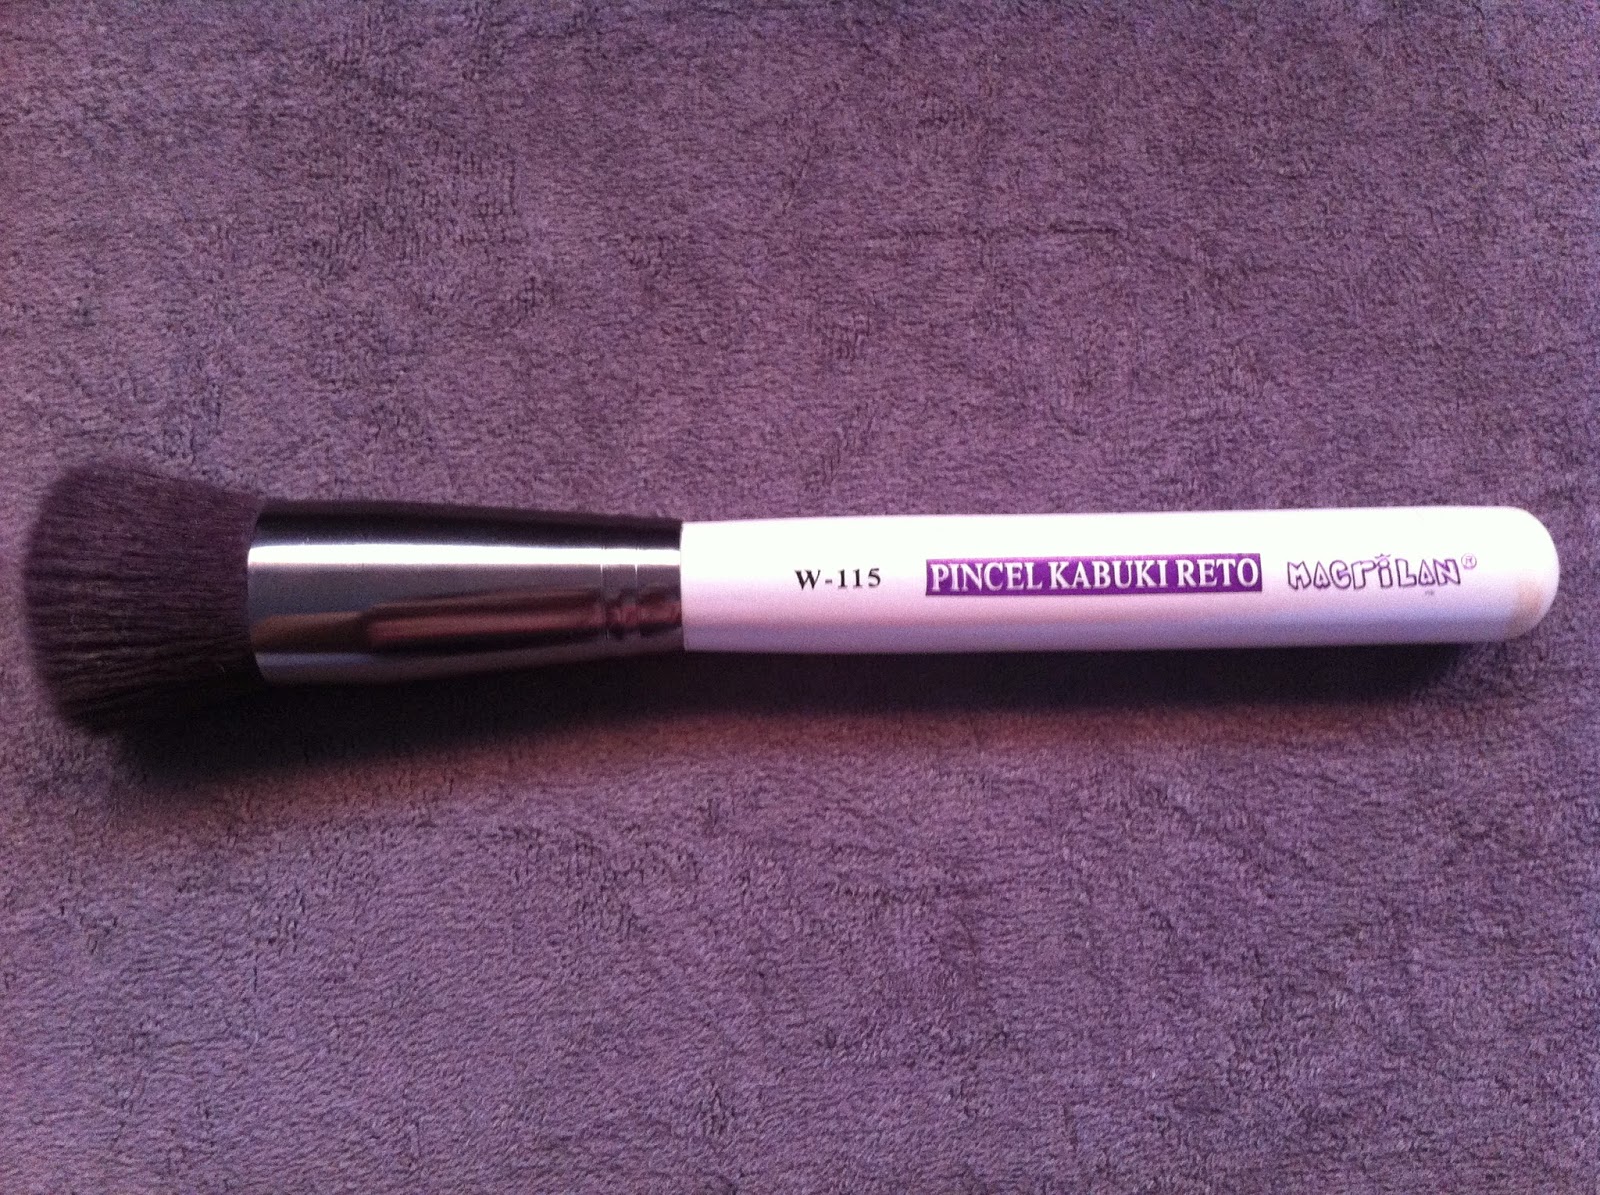 W-115 PINCEL KABUKI RETO MACRILAN®